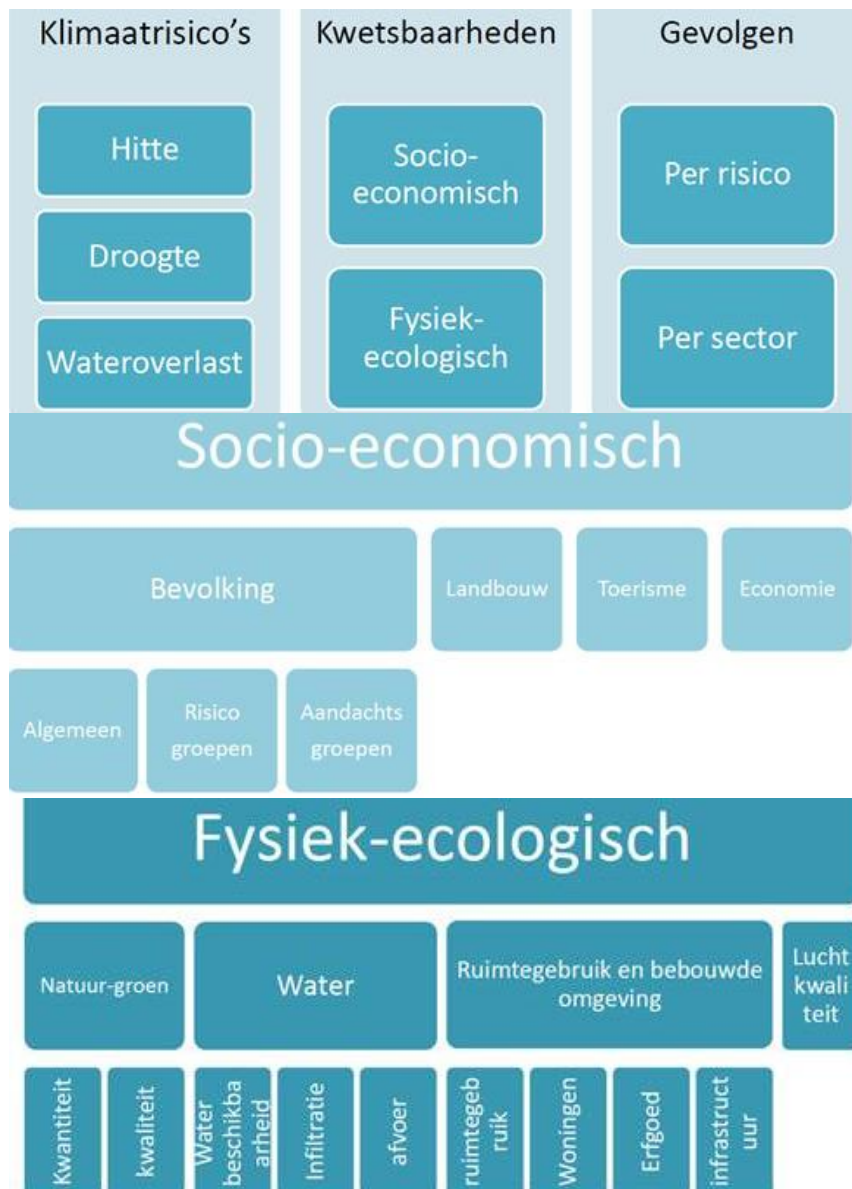 Klimaatrisico's
Hitte
Droogte
Wateroverlast
Kwetsbaarheden
Socio-
economisch
Fysiek-
ecologisch
Gevolgen
Per risico
Per sector
Socio-economisch
Bevolking
Landbouw
Toerisme
Economie
Algemeen
Risico
groepen
Aandachts
groepen
Fysiek-ecologisch
Natuur-groen
Water
Ruimtegebruik en bebouwde
omgeving
Lucht
kwali
teit
Kwantiteit
kwaliteit
Water
beschikba
arheid
Infiltratie
afvoer
ruimtegeb
ruik
Woningen
Erfgoed
infrastruct
uur